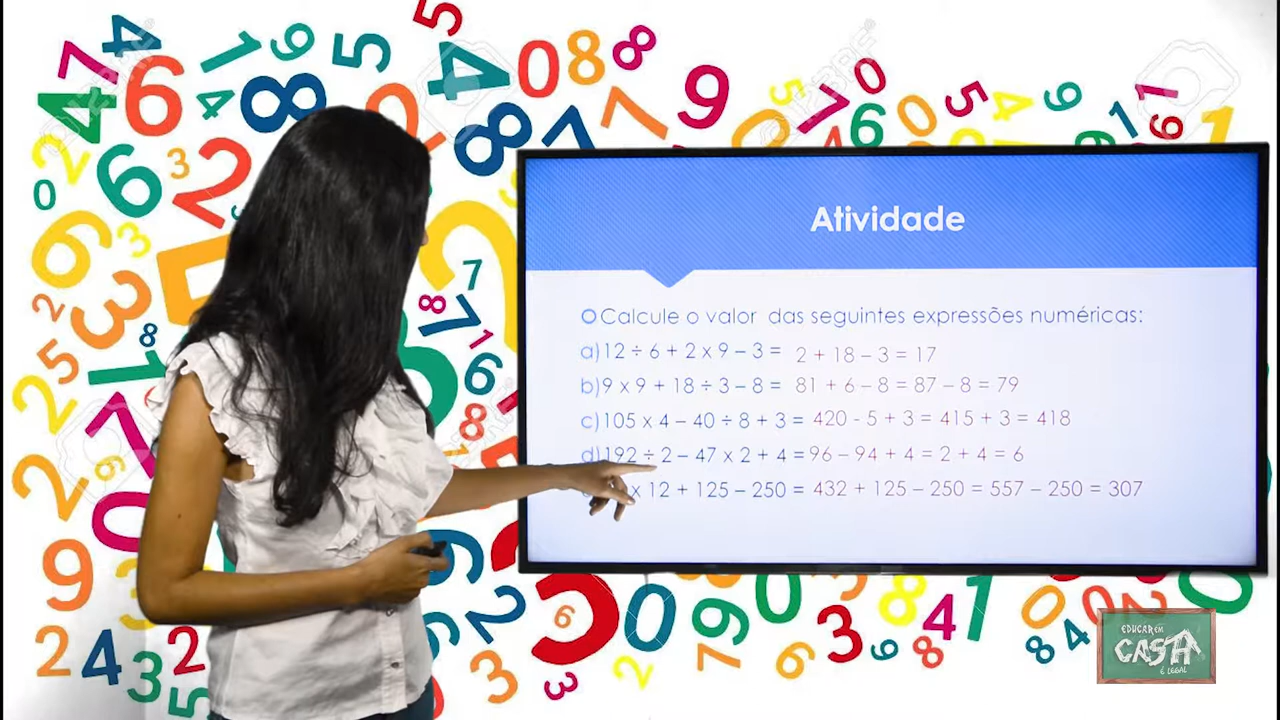 Atividade
Calcule o valor das seguintes expressões numéricas:
a)12 ÷ 6 + 2 x 9 – 3 = 2 + 18 – 3 = 17
b)9 x 9 + 18 ÷ 3 – 8 = 81 + 6 – 8 = 87 – 8 = 79
c)105 x 4 – 40 ÷ 8 + 3 = 420 - 5 + 3 = 415 + 3 = 418
d)192 ÷ 2 – 47 x 2 + 4 = 96 – 94 + 4 = 2 + 4 = 6
x 12 + 125 – 250 = 432 + 125 – 250 = 557 – 250 = 307
EDUCAR EM
CASA
É LEGAL